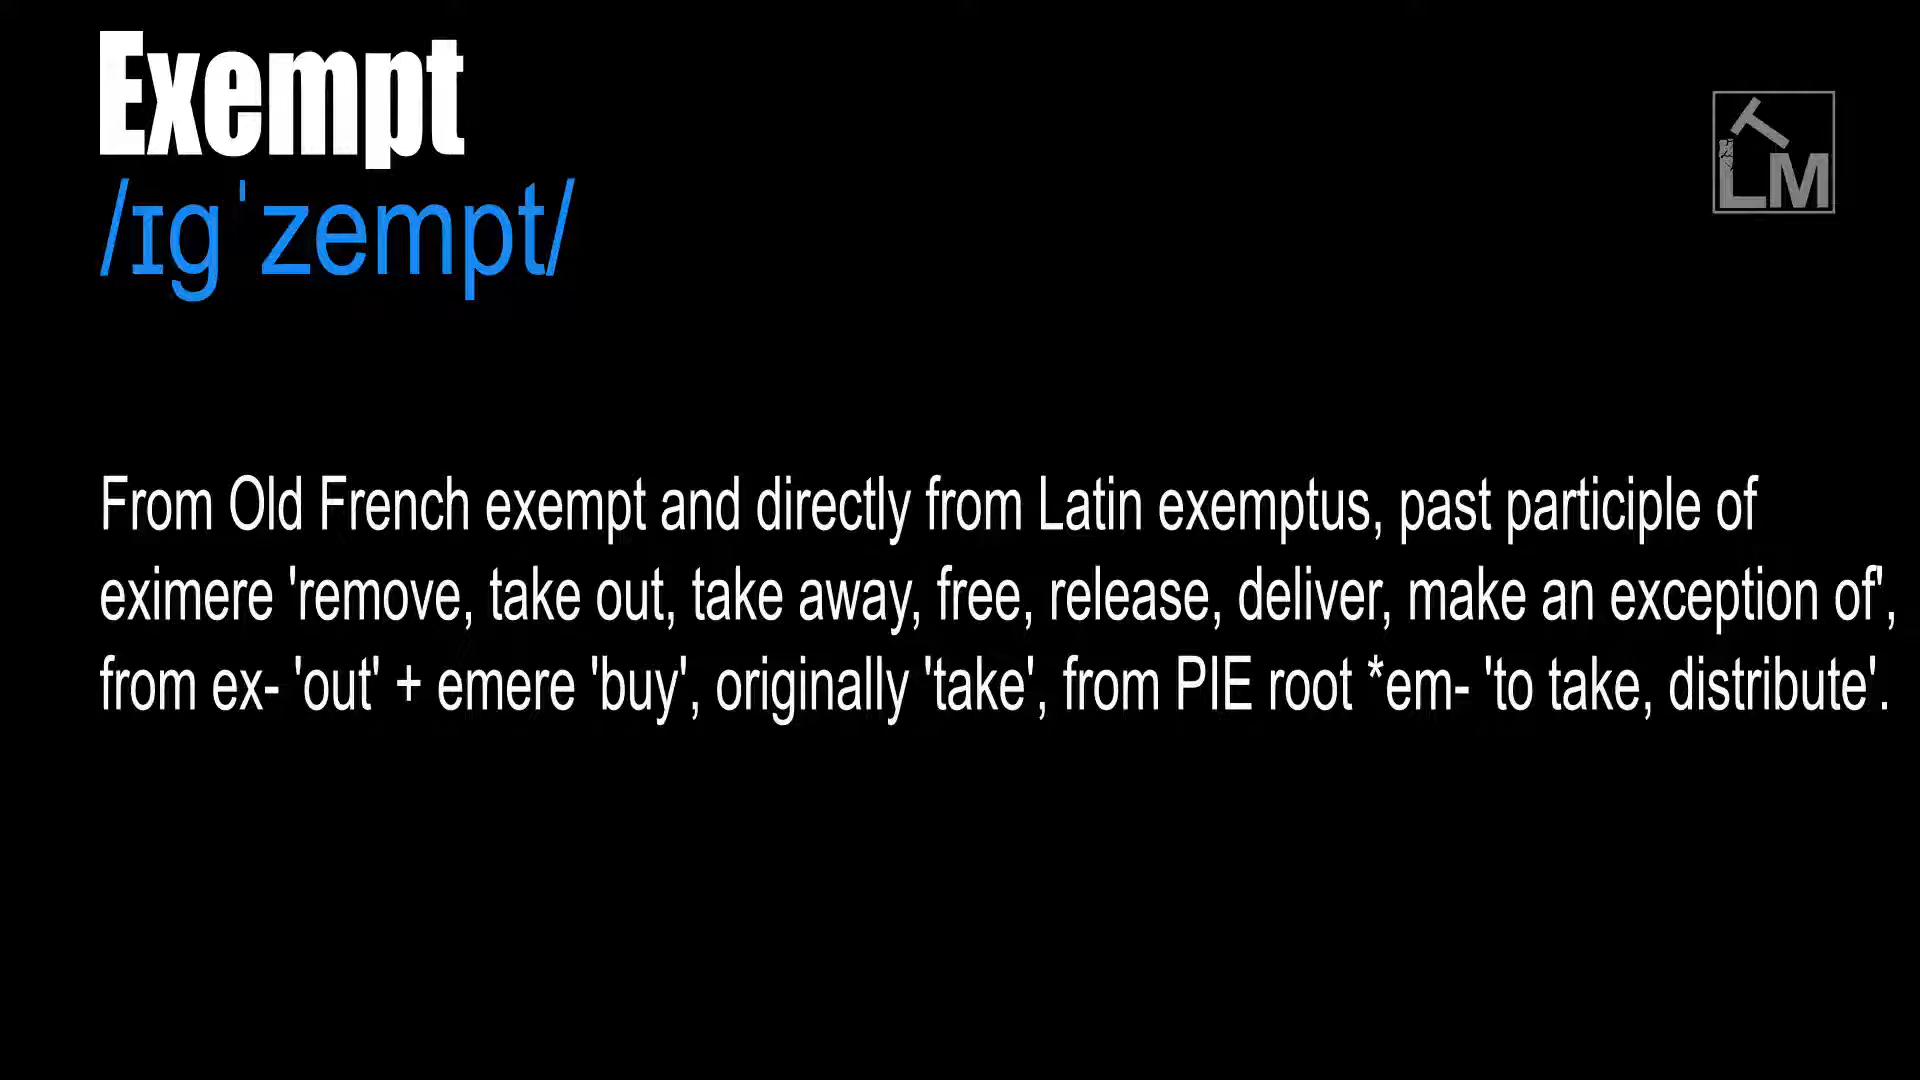 Exempt
/ɪɡˈzempt/
LM
From Old French exempt and directly from Latin exemptus, past participle of
eximere 'remove, take out, take away, free, release, deliver, make an exception of',
from ex- 'out' + emere 'buy', originally 'take', from PIE root *em- 'to take, distribute'.